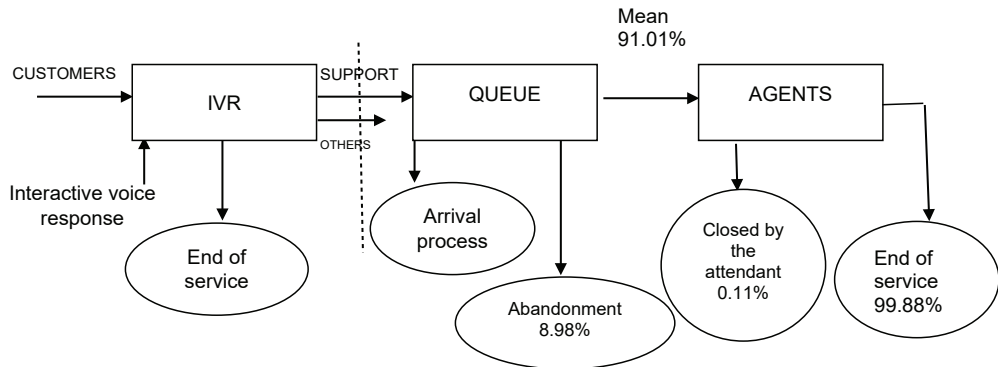 Mean
91.01%
CUSTOMERS
SUPPORT
IVR
QUEUE
AGENTS
OTHERS
Interactive voice
response
Arrival
process
Closed by
the
attendant
0.11%
End of
service
End of
service
99.88%
Abandonment
8.98%